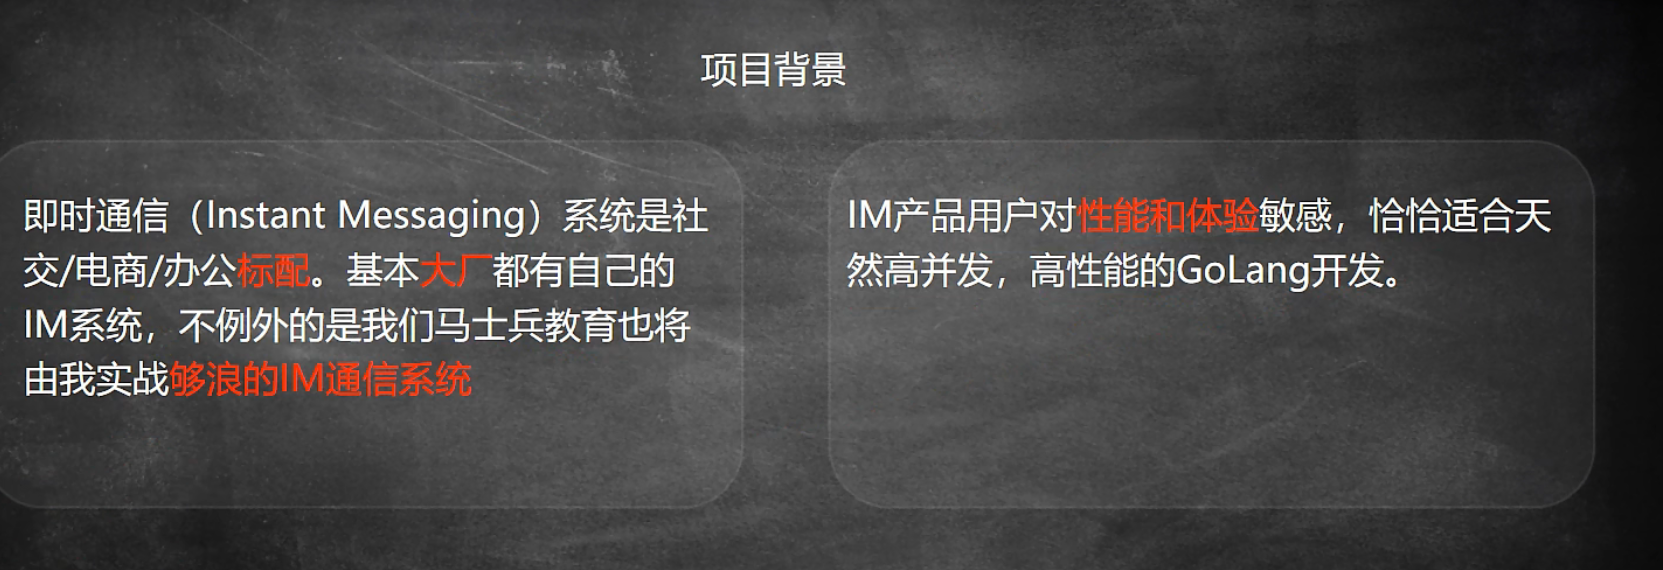 项目背景
即时通信（Instant Messaging）系统是社
交/电商/办公标配。基本大厂都有自己的
IM系统，不例外的是我们马士兵教育也将
由我实战够浪的IM通信系统
IM产品用户对性能和体验敏感，恰恰适合天
然高并发，高性能的GoLang开发。